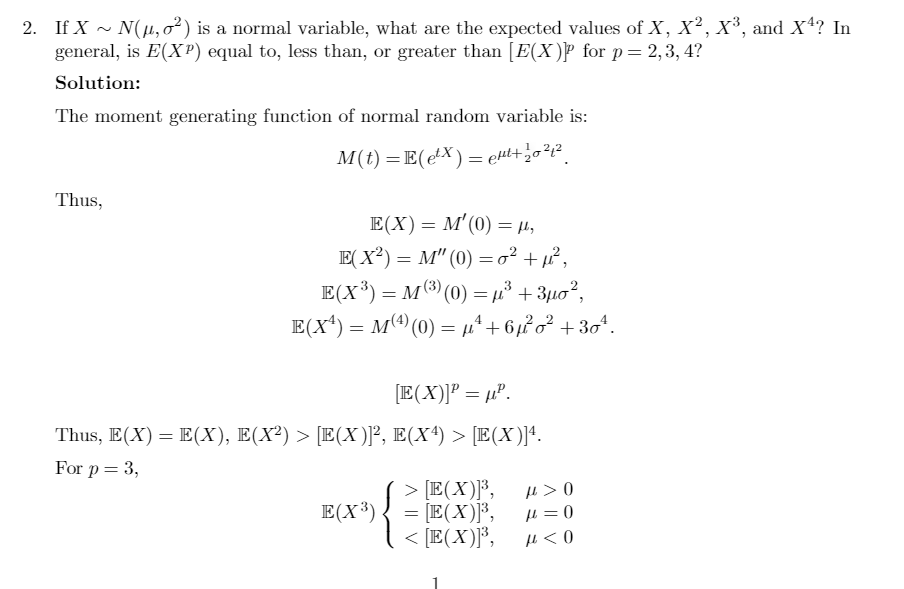 2. If X ∼ N(μ, σ²) is a normal variable, what are the expected values of X, X², X³, and X⁴? In
general, is E(Xᵖ) equal to, less than, or greater than [E(X)]ᵖ for p = 2, 3, 4?
Solution:
The moment generating function of normal random variable is:
M(t) = 𝔼(e^{tX}) = e^{μt+½σ²t²}.
Thus,
𝔼(X) = M′(0) = μ,
𝔼(X²) = M″(0) = σ² + μ²,
𝔼(X³) = M⁽³⁾(0) = μ³ + 3μσ²,
𝔼(X⁴) = M⁽⁴⁾(0) = μ⁴ + 6μ²σ² + 3σ⁴.
[𝔼(X)]ᵖ = μᵖ.
Thus, 𝔼(X) = 𝔼(X), 𝔼(X²) > [𝔼(X)]², 𝔼(X⁴) > [𝔼(X)]⁴.
For p = 3,
> [𝔼(X)]³, μ > 0
𝔼(X³) { = [𝔼(X)]³, μ = 0
< [𝔼(X)]³, μ < 0
1